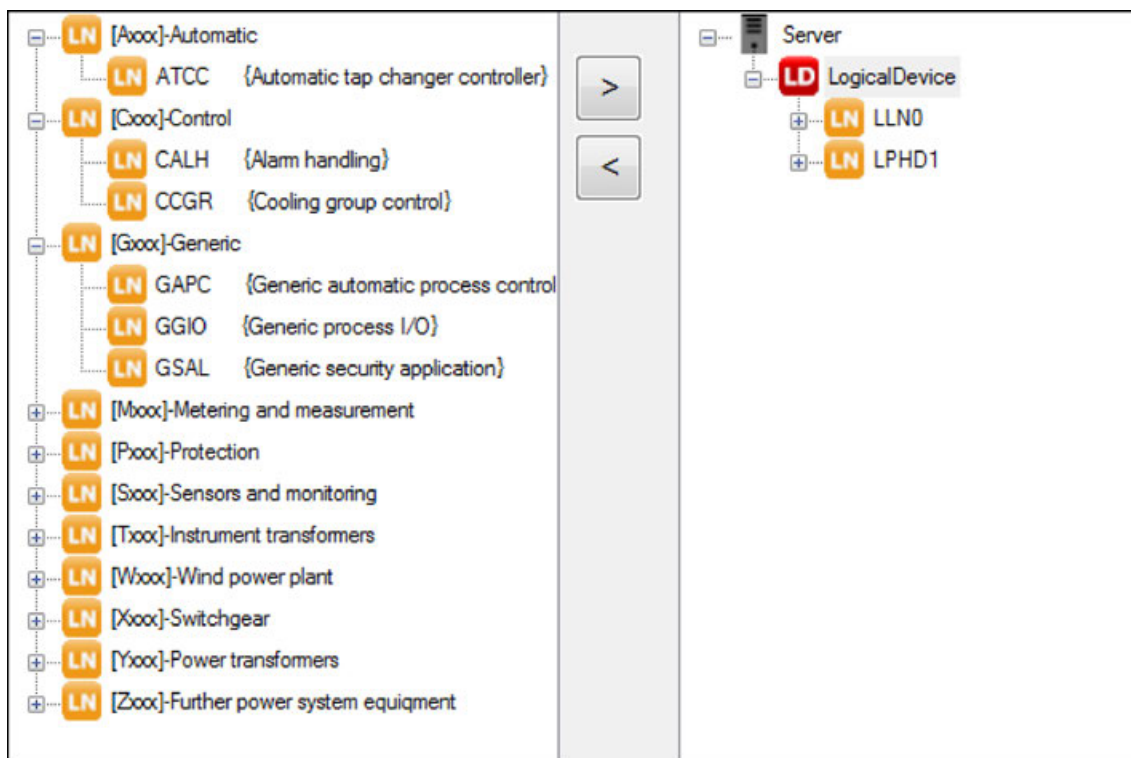 LN [Axxx]-Automatic
LN ATCC {Automatic tap changer controller}
LN [Cxxx]-Control
LN CALH {Alarm handling}
LN CCGR {Cooling group control}
LN [Gxxx]-Generic
LN GAPC {Generic automatic process control
LN GGIO {Generic process I/O}
LN GSAL {Generic security application}
LN [Mxxx]-Metering and measurement
LN [Pxxx]-Protection
LN [Sxxx]-Sensors and monitoring
LN [Txxx]-Instrument transformers
LN [Wxxx]-Wind power plant
LN [Xxxx]-Switchgear
LN [Yxxx]-Power transformers
LN [Zxxx]-Further power system equiqment
>
<
Server
LD LogicalDevice
LN LLN0
LN LPHD1